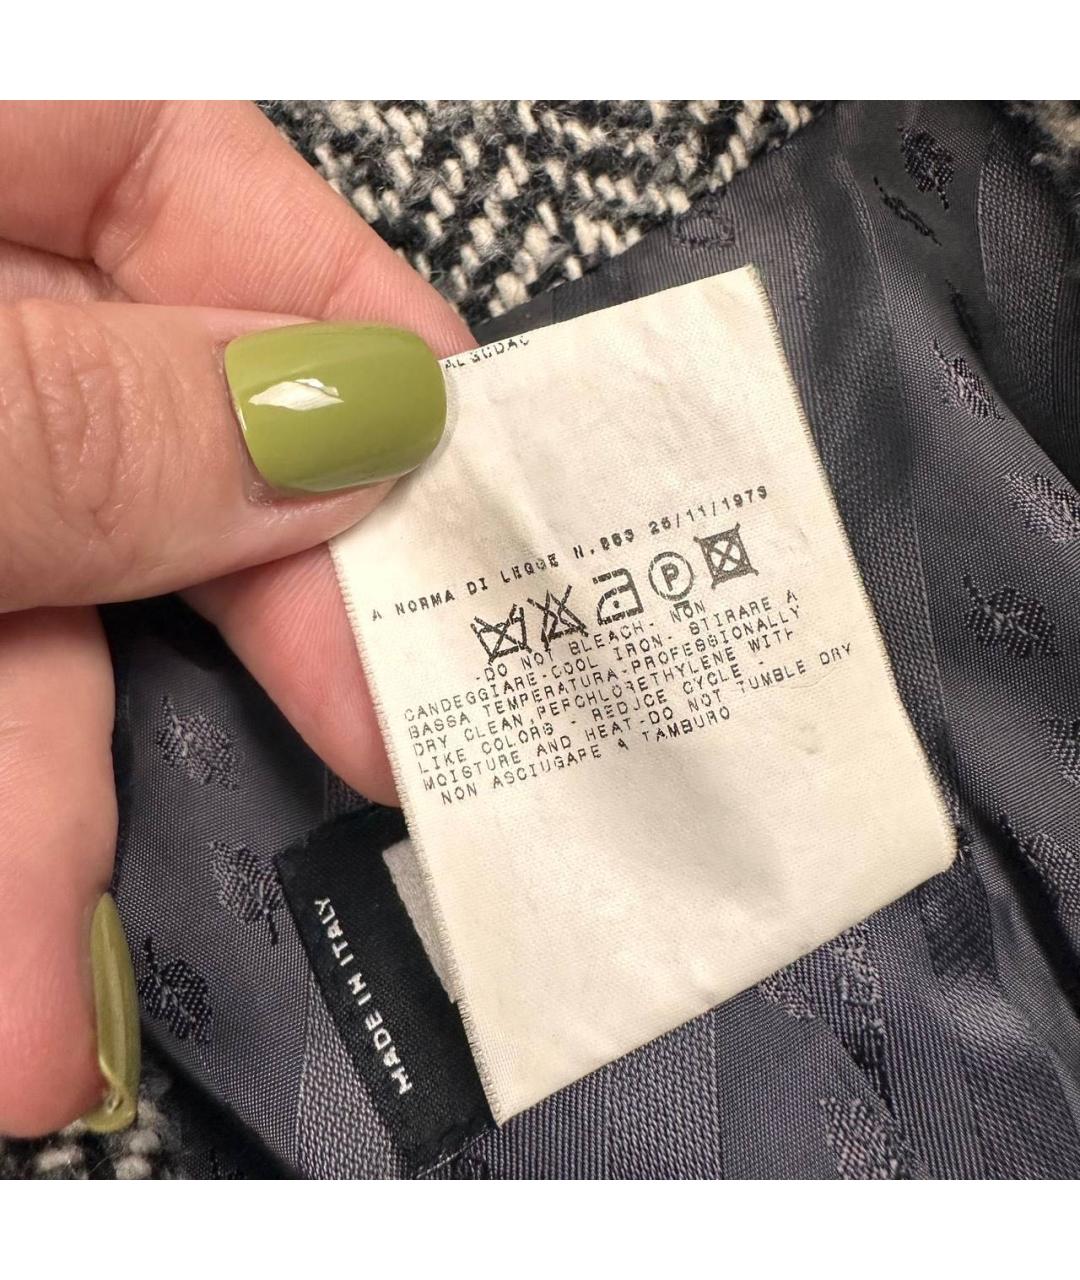 A NORMA DI LEGGE N.883 26/11/1973
P
-DO NOT BLEACH- NON
CANDEGGIARE-COOL IRON- STIRARE A
BASSA TEMPERATURA-PROFESSIONALLY
DRY CLEAN,PERCHLORETHYLENE WITH
LIKE COLORS - REDUCE CYCLE -
MOISTURE AND HEAT-DO NOT TUMBLE DRY
NON ASCIUGARE A TAMBURO
MADE IN ITALY